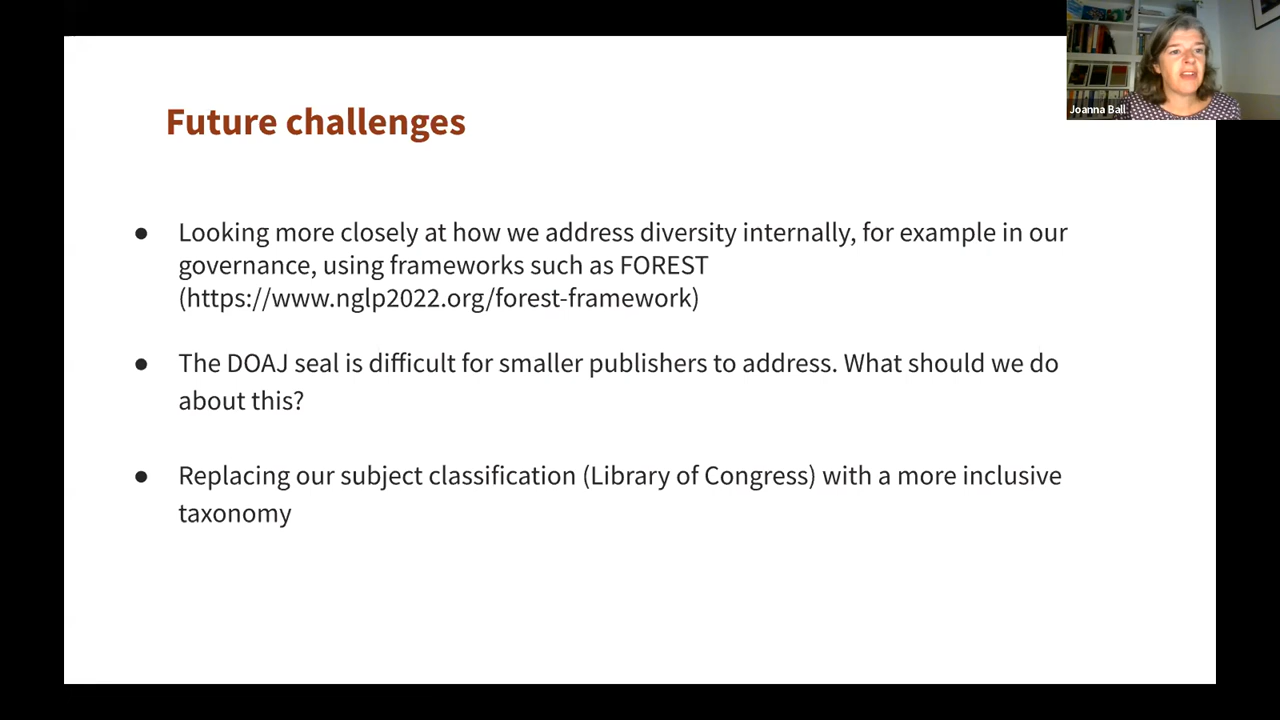 Joanna Ball
Future challenges
● Looking more closely at how we address diversity internally, for example in our
governance, using frameworks such as FOREST
(https://www.nglp2022.org/forest-framework)
● The DOAJ seal is difficult for smaller publishers to address. What should we do
about this?
● Replacing our subject classification (Library of Congress) with a more inclusive
taxonomy